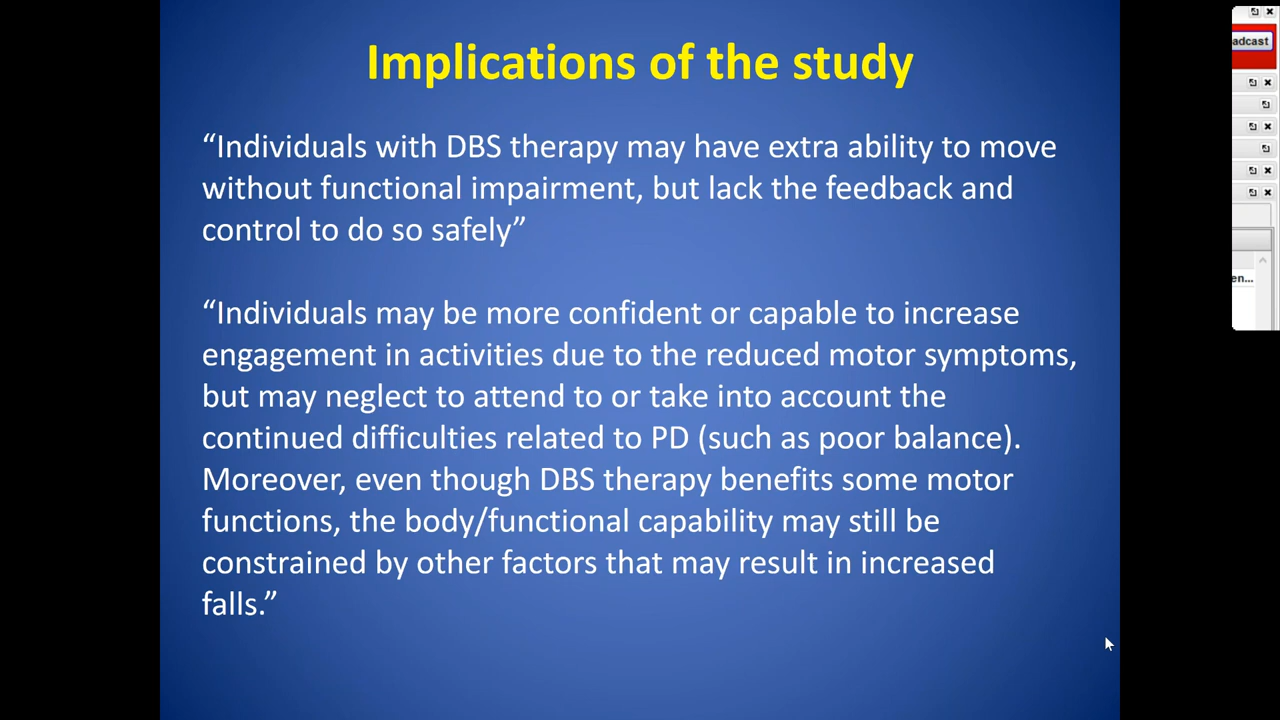 Implications of the study
“Individuals with DBS therapy may have extra ability to move
without functional impairment, but lack the feedback and
control to do so safely”
“Individuals may be more confident or capable to increase
engagement in activities due to the reduced motor symptoms,
but may neglect to attend to or take into account the
continued difficulties related to PD (such as poor balance).
Moreover, even though DBS therapy benefits some motor
functions, the body/functional capability may still be
constrained by other factors that may result in increased
falls.”
adcast
en...